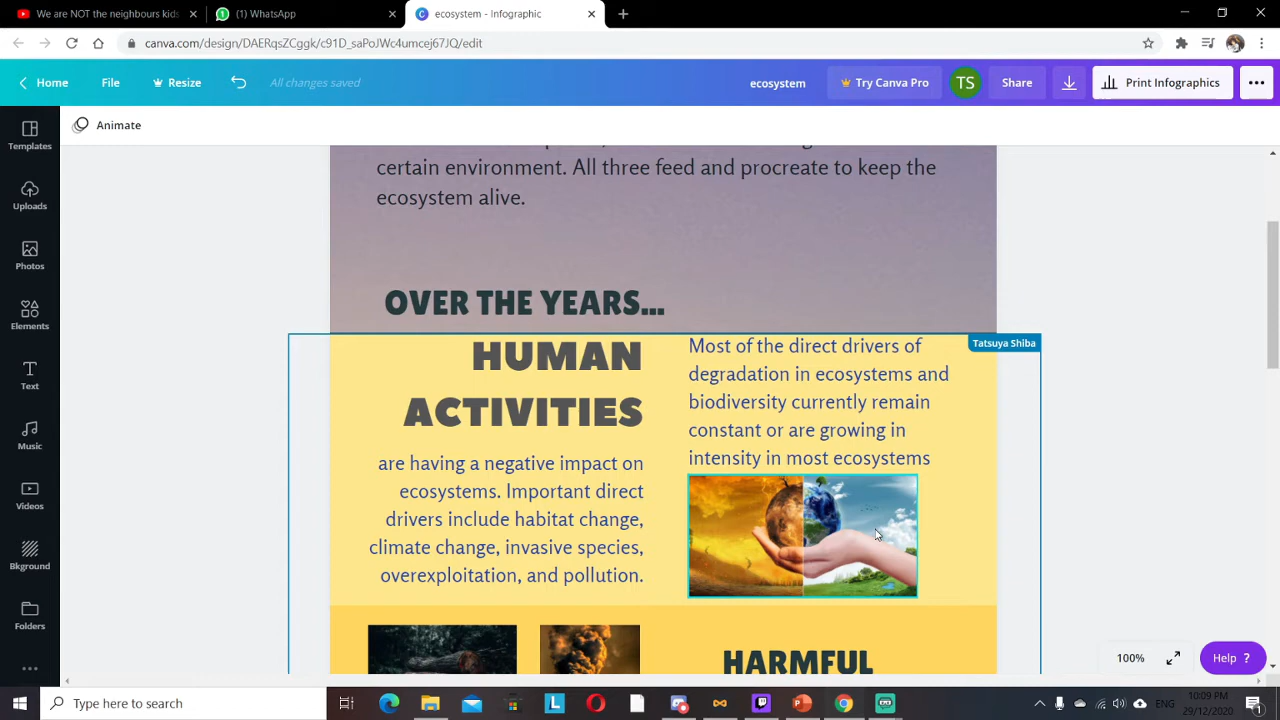 We are NOT the neighbours kids
(1) WhatsApp
ecosystem - Infographic
canva.com/design/DAERqsZCggk/c91D_saPoJWc4umcej67JQ/edit
Home
File
Resize
All changes saved
ecosystem
Try Canva Pro
TS
Share
Print Infographics
Animate
Templates
Uploads
Photos
Elements
Text
Music
Videos
Bkground
Folders
certain environment. All three feed and procreate to keep the
ecosystem alive.
OVER THE YEARS...
Tatsuya Shiba
HUMAN
ACTIVITIES
are having a negative impact on
ecosystems. Important direct
drivers include habitat change,
climate change, invasive species,
overexploitation, and pollution.
Most of the direct drivers of
degradation in ecosystems and
biodiversity currently remain
constant or are growing in
intensity in most ecosystems
HARMFUL
100%
Help ?
Type here to search
ENG
10:09 PM
29/12/2020